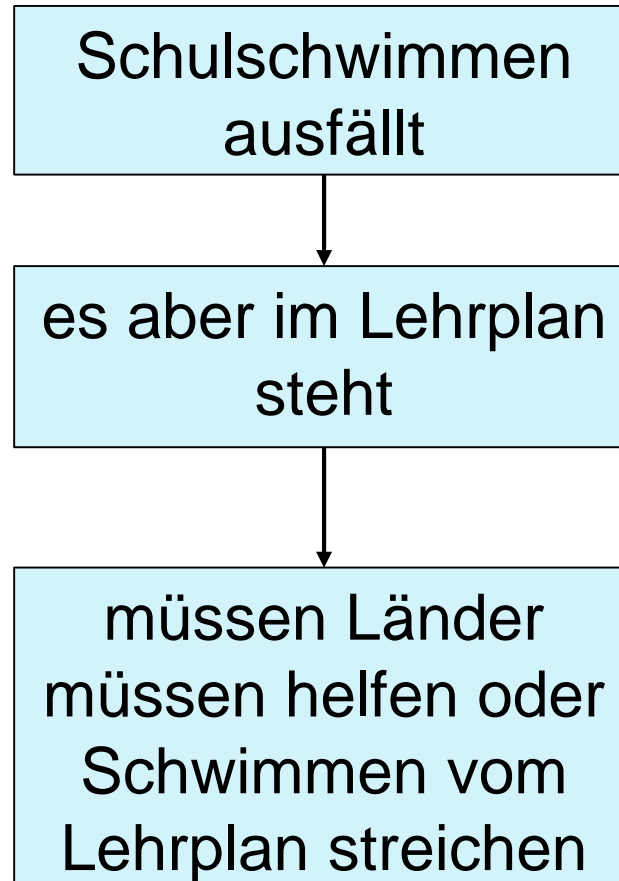 Schulschwimmen
ausfällt
es aber im Lehrplan
steht
müssen Länder
müssen helfen oder
Schwimmen vom
Lehrplan streichen